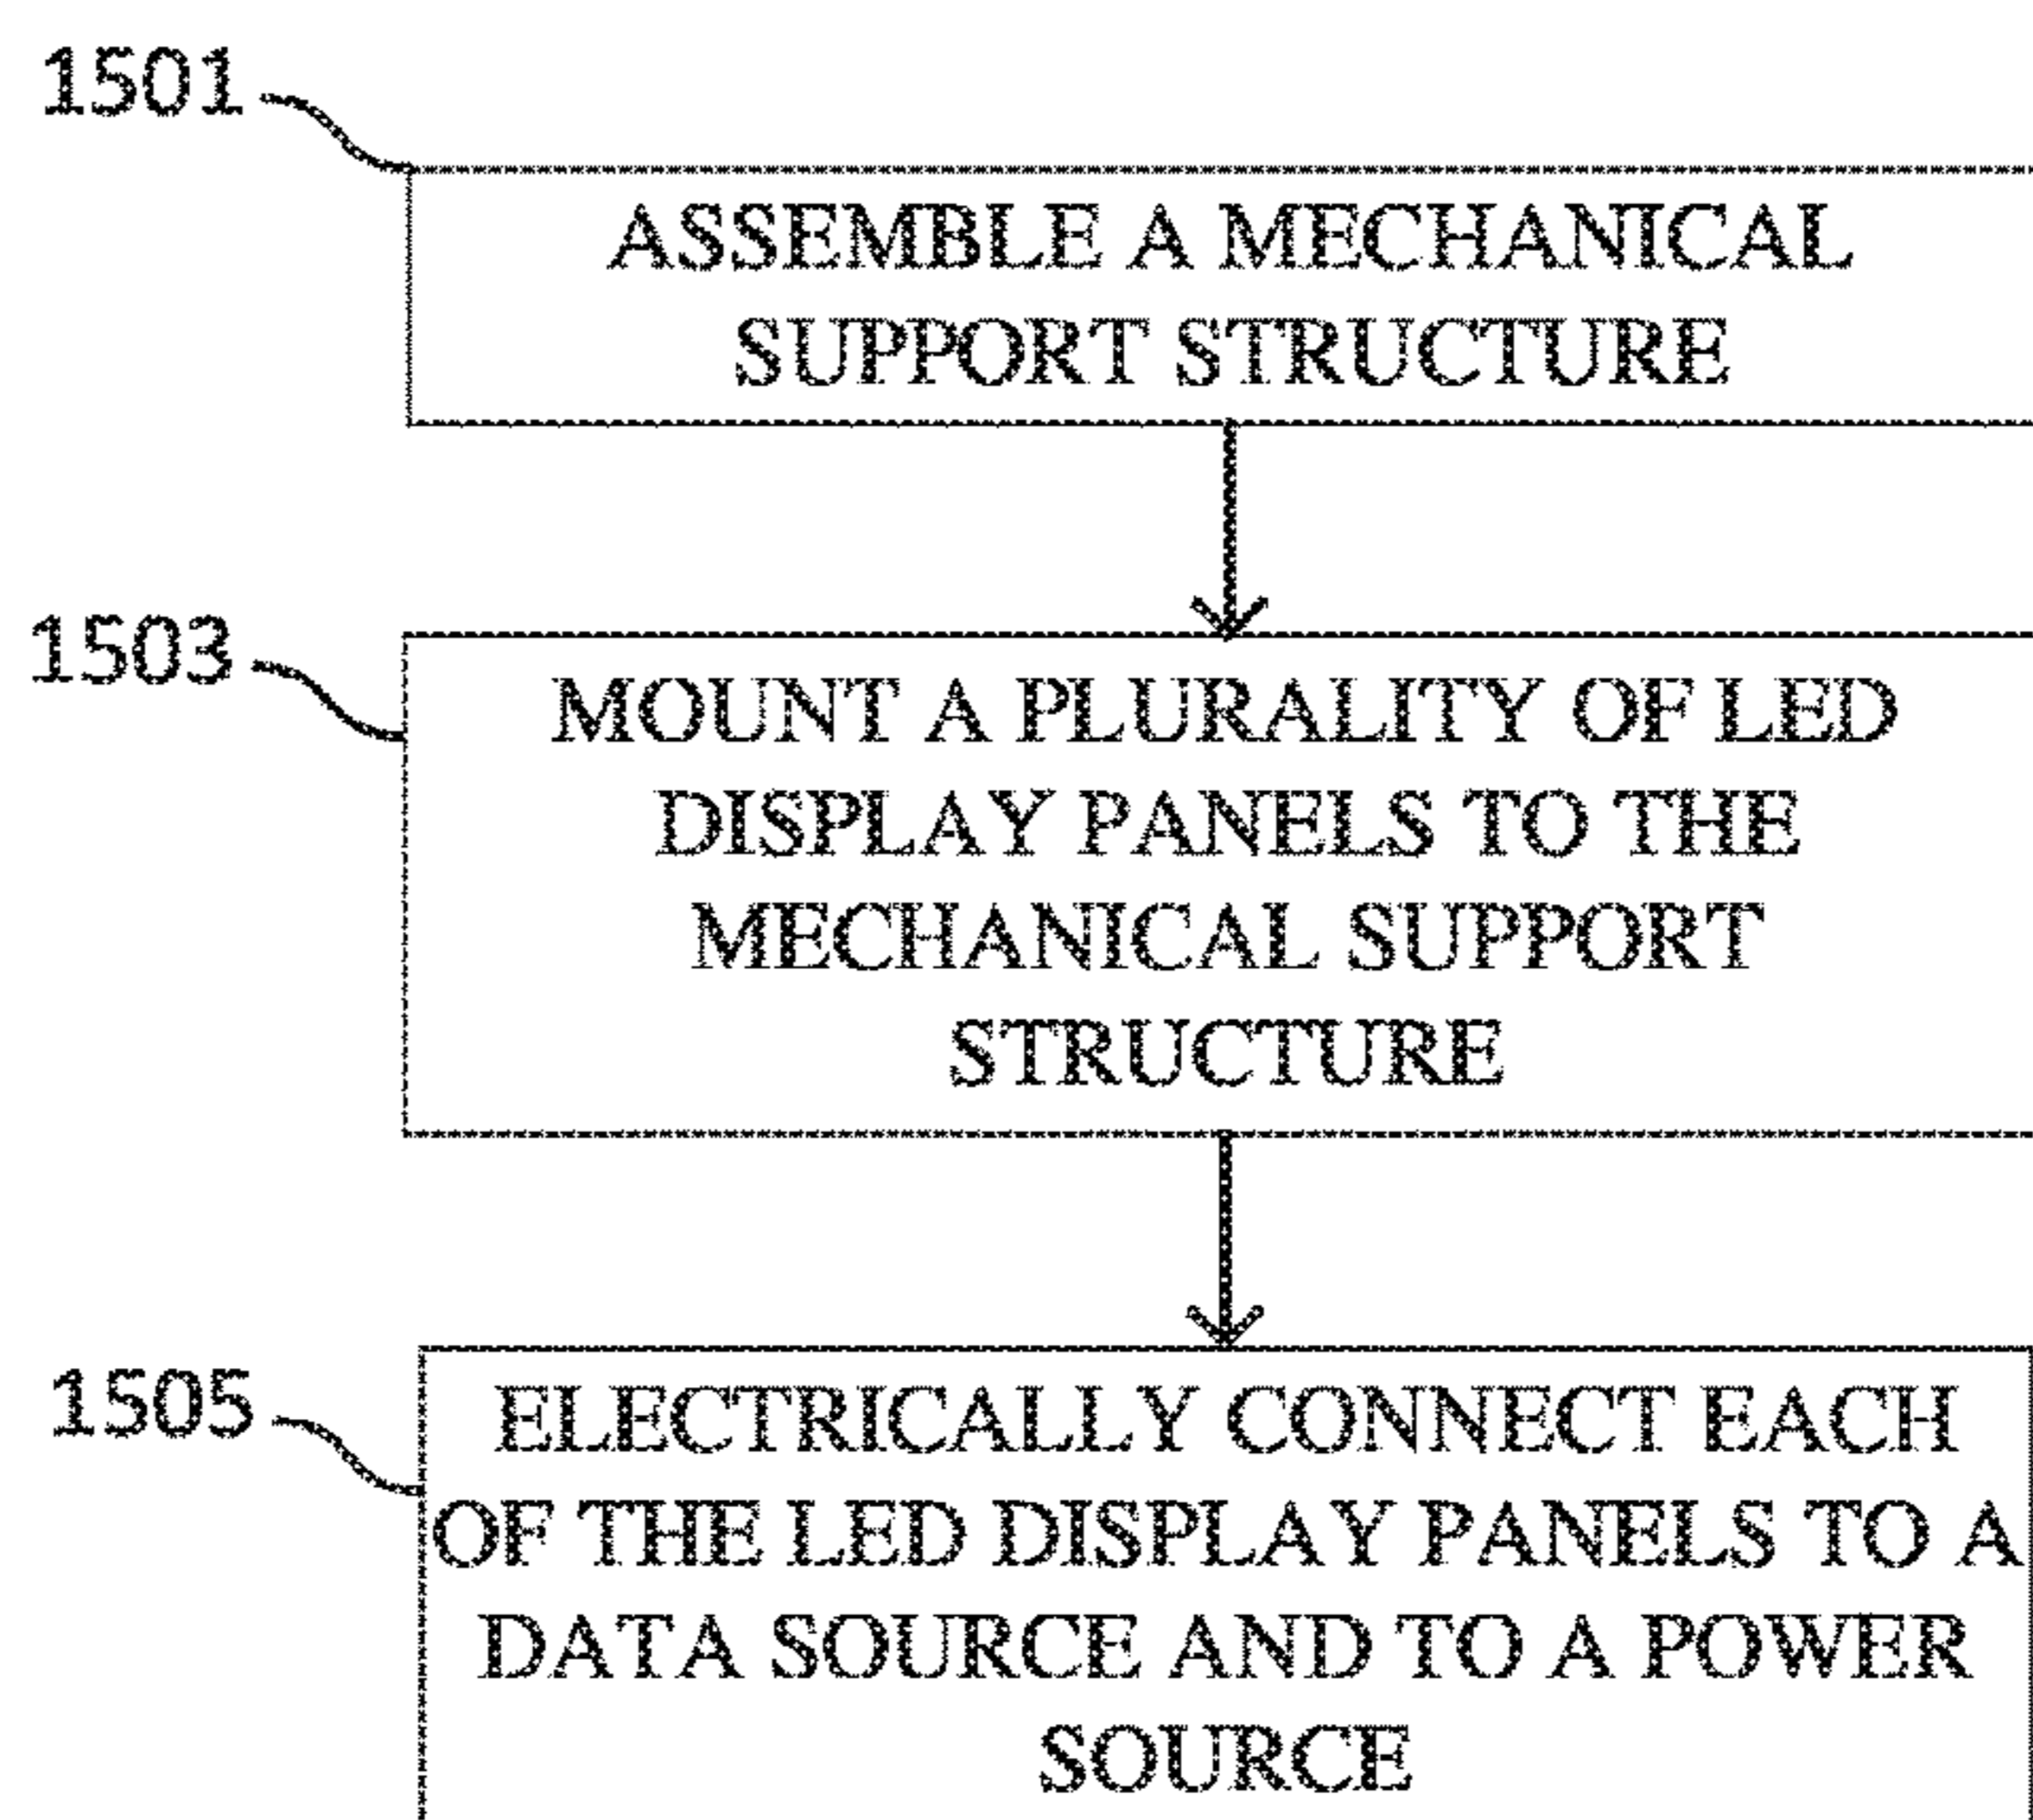 1501
ASSEMBLE A MECHANICAL
SUPPORT STRUCTURE
1503
MOUNT A PLURALITY OF LED
DISPLAY PANELS TO THE
MECHANICAL SUPPORT
STRUCTURE
1505
ELECTRICALLY CONNECT EACH
OF THE LED DISPLAY PANELS TO A
DATA SOURCE AND TO A POWER
SOURCE